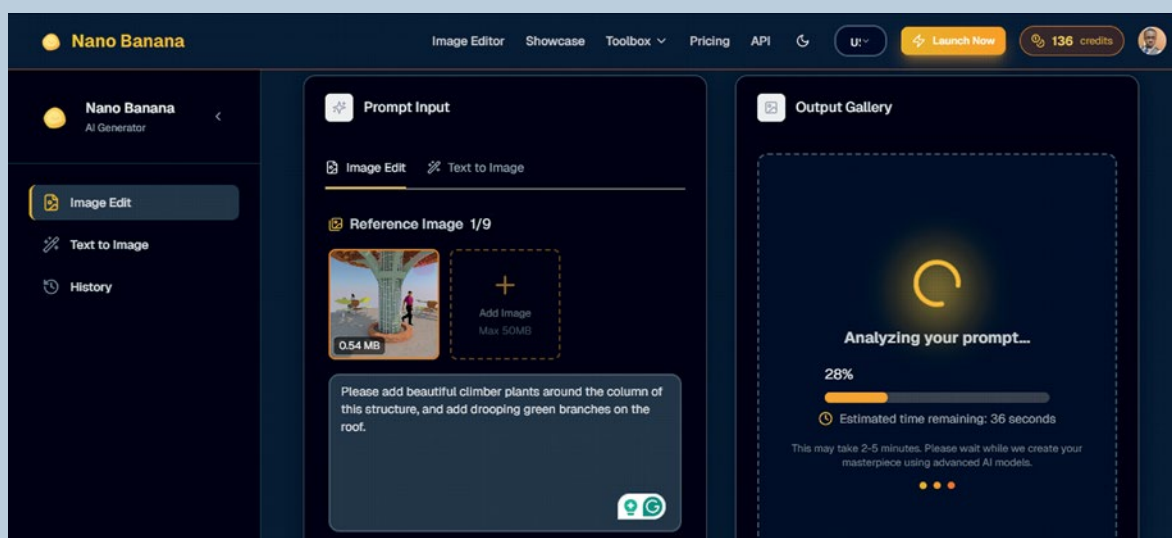 Nano Banana
Image Editor Showcase Toolbox Pricing API
Launch Now
136 credits
Nano Banana
AI Generator
Image Edit
Text to Image
History
Prompt Input
Image Edit Text to Image
Reference Image 1/9
0.54 MB
Add Image
Max 50MB
Please add beautiful climber plants around the column of
this structure, and add drooping green branches on the
roof.
Output Gallery
Analyzing your prompt...
28%
Estimated time remaining: 36 seconds
This may take 2-5 minutes. Please wait while we create your
masterpiece using advanced AI models.